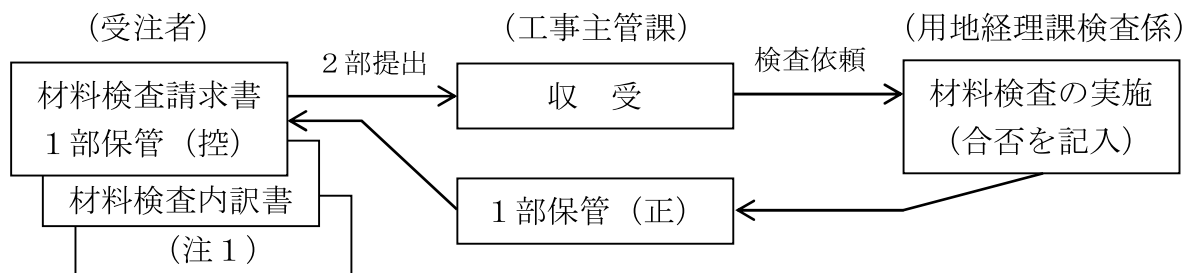 (受注者)
(工事主管課)
(用地経理課検査係)
2部提出
検査依頼
材料検査請求書
1部保管(控)
収 受
材料検査の実施
(合否を記入)
材料検査内訳書
1部保管(正)
(注1)